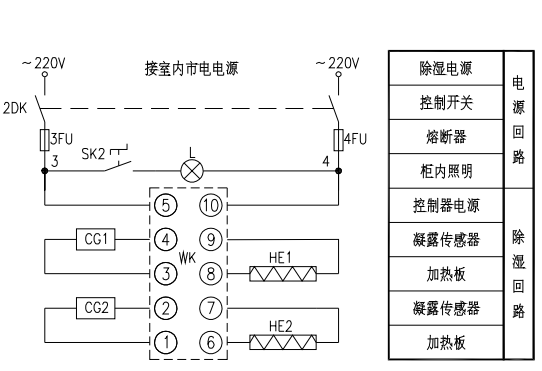 ~220V
接室内市电电源
~220V
2DK
3FU
4FU
SK2
L
3
4
5
10
CG1
4
9
WK
HE1
3
8
CG2
2
7
HE2
1
6
除湿电源
控制开关
熔断器
柜内照明
电源回路
控制器电源
凝露传感器
加热板
凝露传感器
加热板
除湿回路